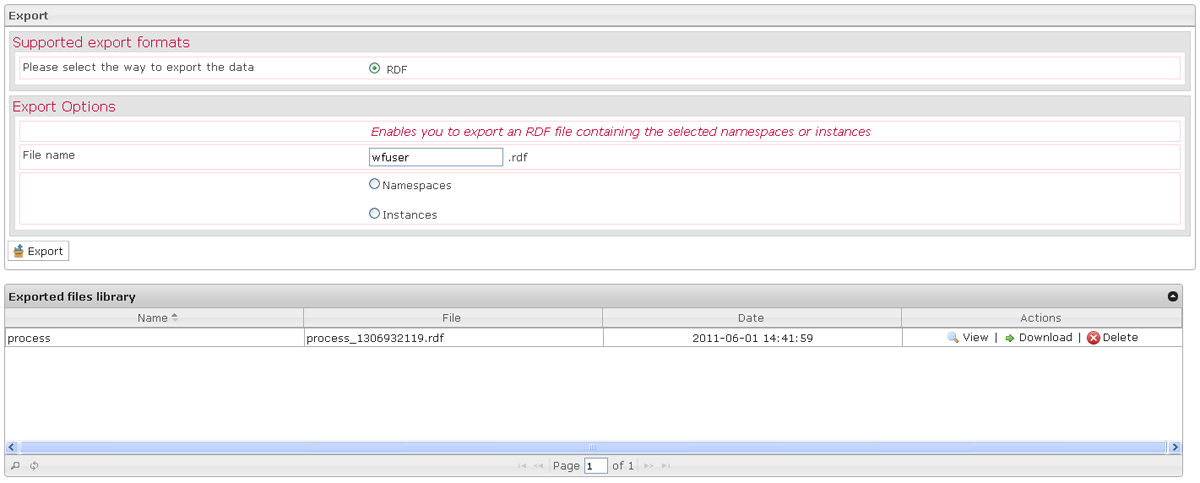 Export
Supported export formats
Please select the way to export the data RDF
Export Options
Enables you to export an RDF file containing the selected namespaces or instances
File name wfuser .rdf
Namespaces
Instances
Export
Exported files library
Name File Date Actions
process process_1306932119.rdf 2011-06-01 14:41:59 View | Download | Delete
Page 1 of 1